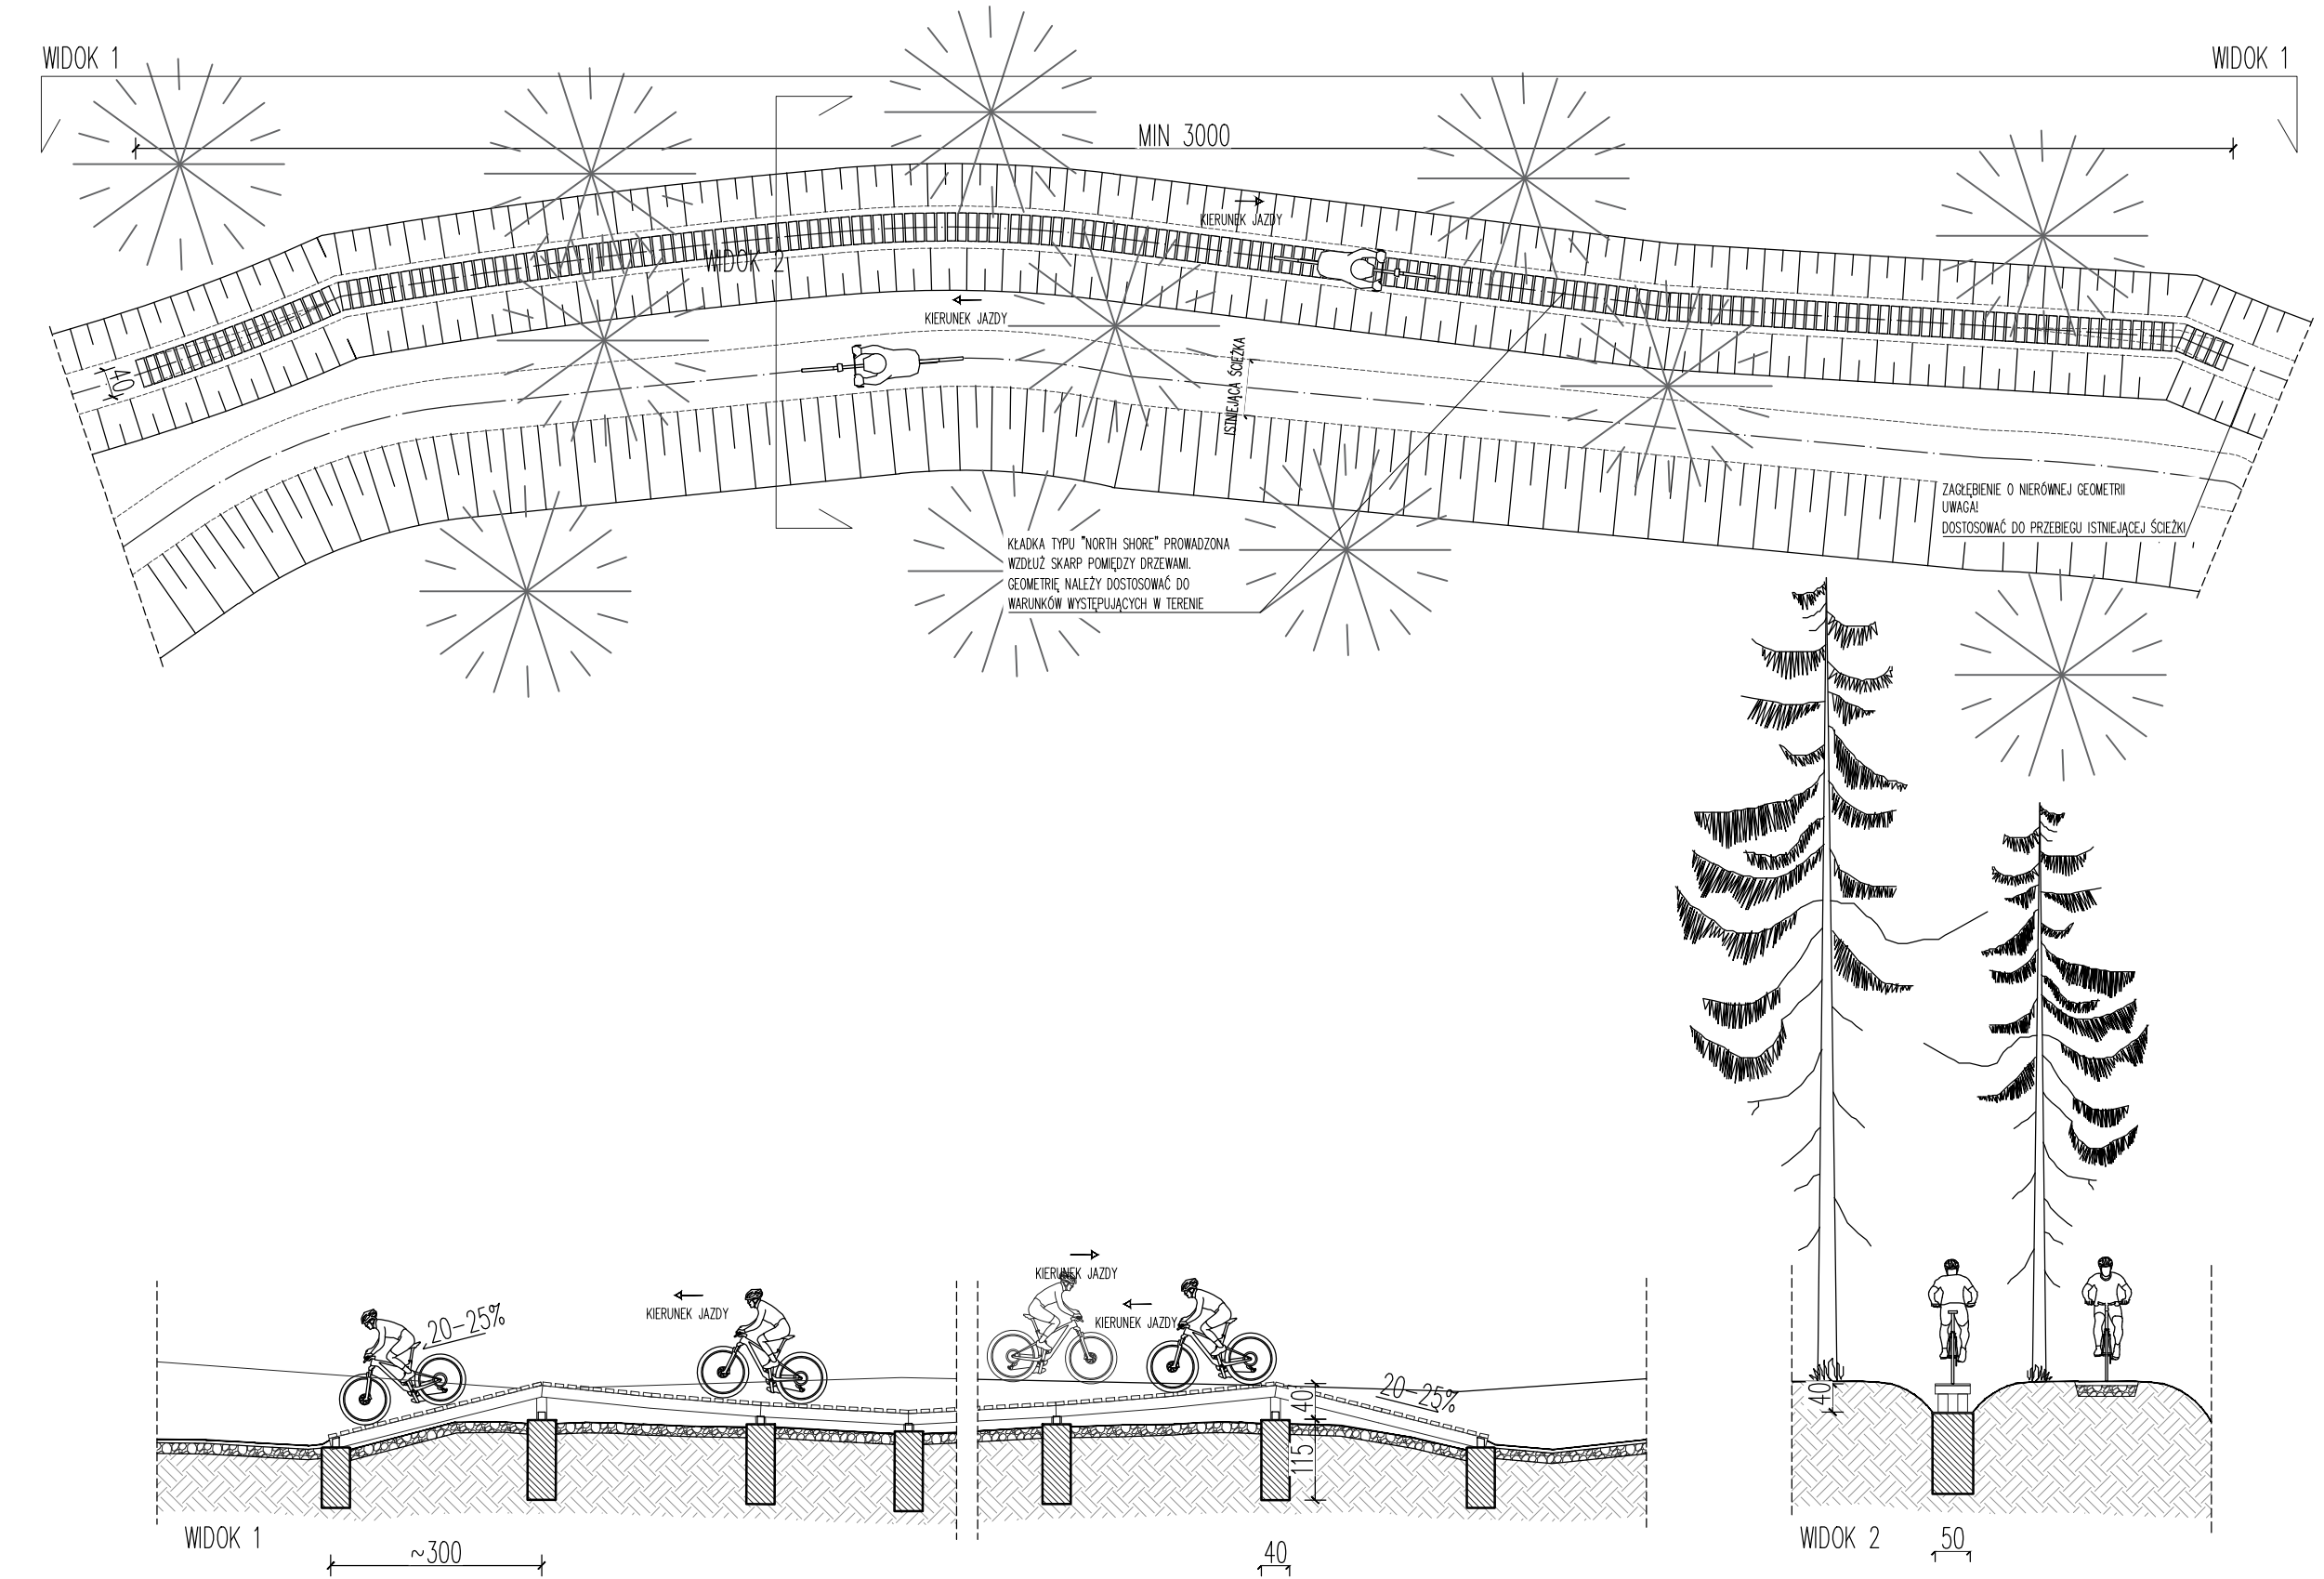 WIDOK 1
WIDOK 1
MIN 3000
KIERUNEK JAZDY
WIDOK 2
KIERUNEK JAZDY
ISTNIEJĄCA ŚCIEŻKA
40
ZAGŁĘBIENIE O NIERÓWNEJ GEOMETRII
UWAGA!
DOSTOSOWAĆ DO PRZEBIEGU ISTNIEJĄCEJ ŚCIEŻKI
KŁADKA TYPU "NORTH SHORE" PROWADZONA
WZDŁUŻ SKARP POMIĘDZY DRZEWAMI.
GEOMETRIĘ NALEŻY DOSTOSOWAĆ DO
WARUNKÓW WYSTĘPUJĄCYCH W TERENIE
20-25%
KIERUNEK JAZDY
KIERUNEK JAZDY
KIERUNEK JAZDY
20-25%
40
115
40
WIDOK 1
~300
40
WIDOK 2
50